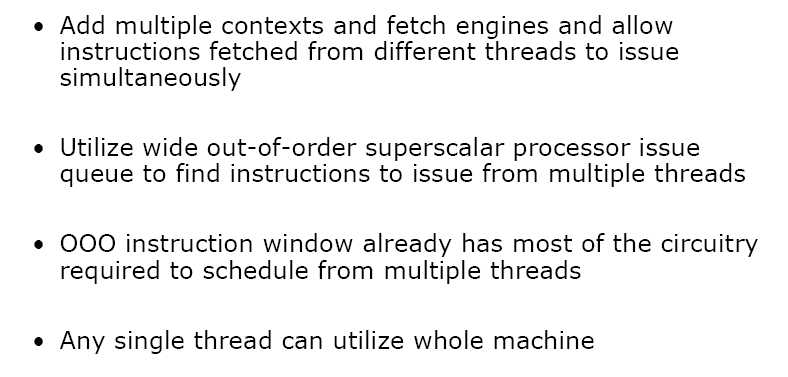 • Add multiple contexts and fetch engines and allow
instructions fetched from different threads to issue
simultaneously
• Utilize wide out-of-order superscalar processor issue
queue to find instructions to issue from multiple threads
• OOO instruction window already has most of the circuitry
required to schedule from multiple threads
• Any single thread can utilize whole machine